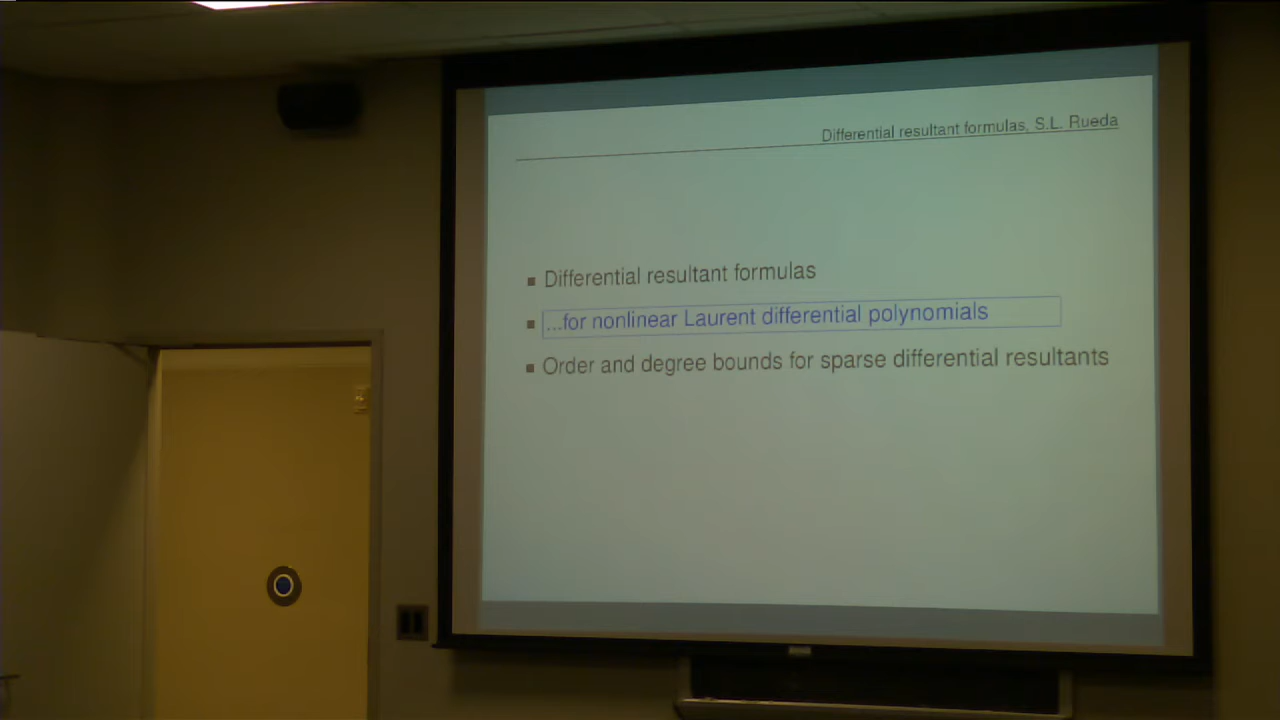 Differential resultant formulas, S.L. Rueda
Differential resultant formulas
...for nonlinear Laurent differential polynomials
Order and degree bounds for sparse differential resultants